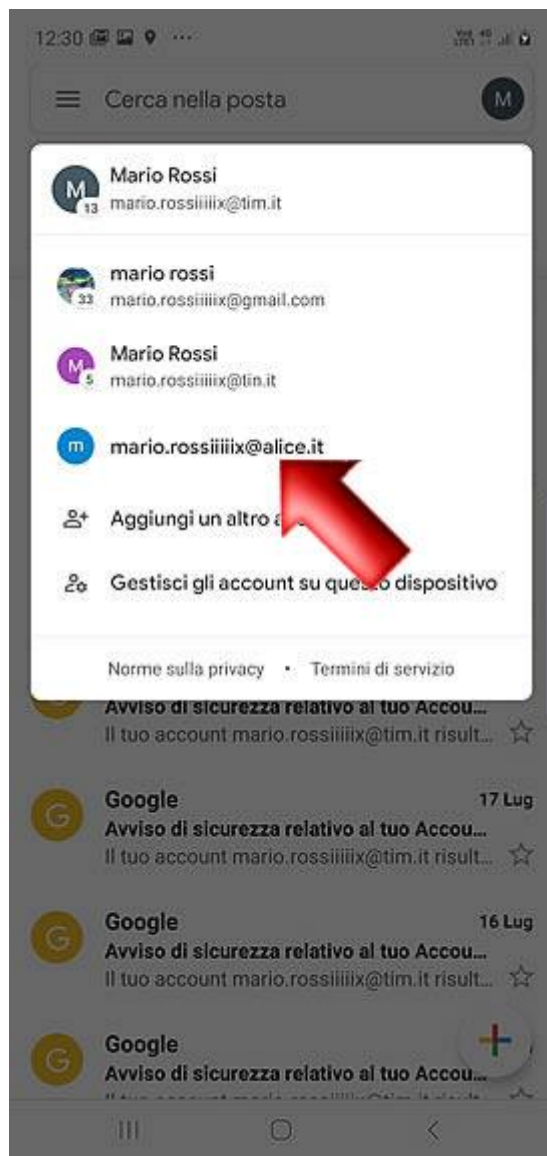 12:30
Cerca nella posta
M
M
Mario Rossi
13
mario.rossiiiiix@tim.it
mario rossi
33
mario.rossiiiiix@gmail.com
M
Mario Rossi
5
mario.rossiiiiix@tin.it
m
mario.rossiiiiix@alice.it
Aggiungi un altro
Gestisci gli account su questo dispositivo
Norme sulla privacy • Termini di servizio
Avviso di sicurezza relativo al tuo Accou...
Il tuo account mario.rossiiiiix@tim.it risult...
G
Google 17 Lug
Avviso di sicurezza relativo al tuo Accou...
Il tuo account mario.rossiiiiix@tim.it risult...
G
Google 16 Lug
Avviso di sicurezza relativo al tuo Accou...
Il tuo account mario.rossiiiiix@tim.it risult...
G
Google
Avviso di sicurezza relativo al tuo Accou...